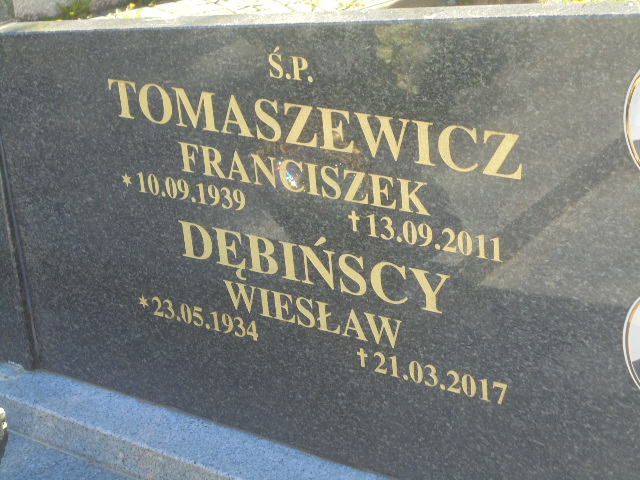 Ś.P.
TOMASZEWICZ
FRANCISZEK
*10.09.1939
†13.09.2011
DĘBIŃSCY
WIESŁAW
*23.05.1934
†21.03.2017